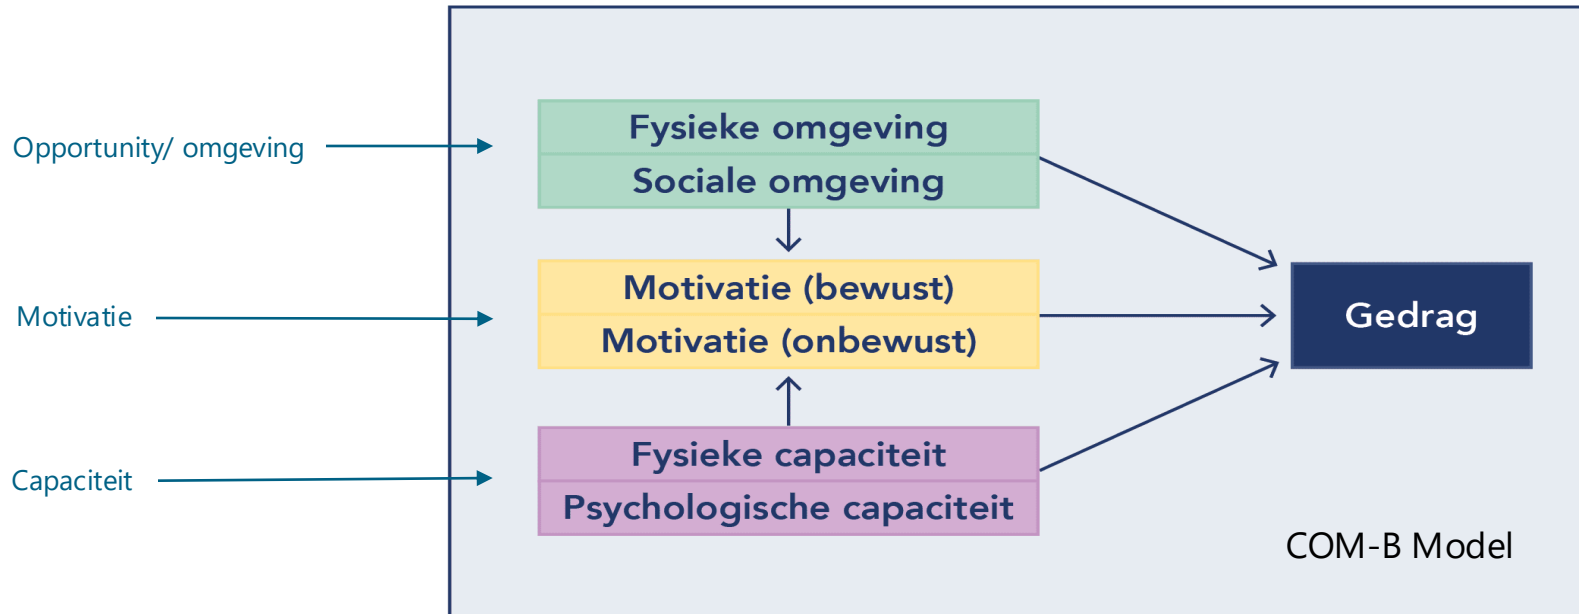 Opportunity/ omgeving
Fysieke omgeving
Sociale omgeving
Motivatie
Motivatie (bewust)
Motivatie (onbewust)
Gedrag
Capaciteit
Fysieke capaciteit
Psychologische capaciteit
COM-B Model